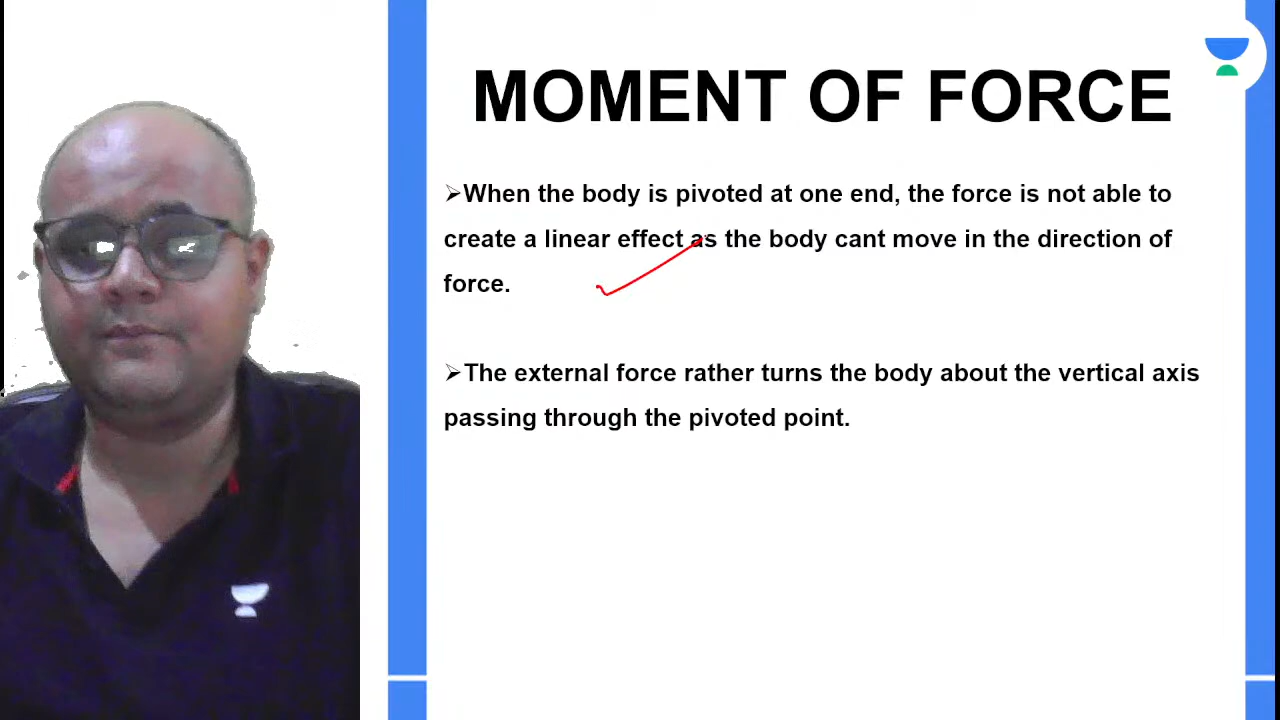 MOMENT OF FORCE
➢When the body is pivoted at one end, the force is not able to
create a linear effect as the body cant move in the direction of
force.
➢The external force rather turns the body about the vertical axis
passing through the pivoted point.